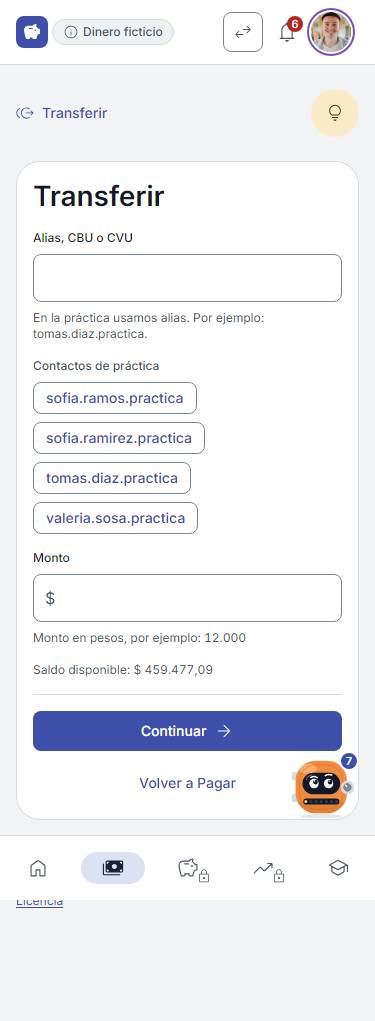 Dinero ficticio
6
Transferir
Transferir
Alias, CBU o CVU
En la práctica usamos alias. Por ejemplo:
tomas.diaz.practica.
Contactos de práctica
sofia.ramos.practica
sofia.ramirez.practica
tomas.diaz.practica
valeria.sosa.practica
Monto
$
Monto en pesos, por ejemplo: 12.000
Saldo disponible: $ 459.477,09
Continuar
7
Volver a Pagar
Licencia